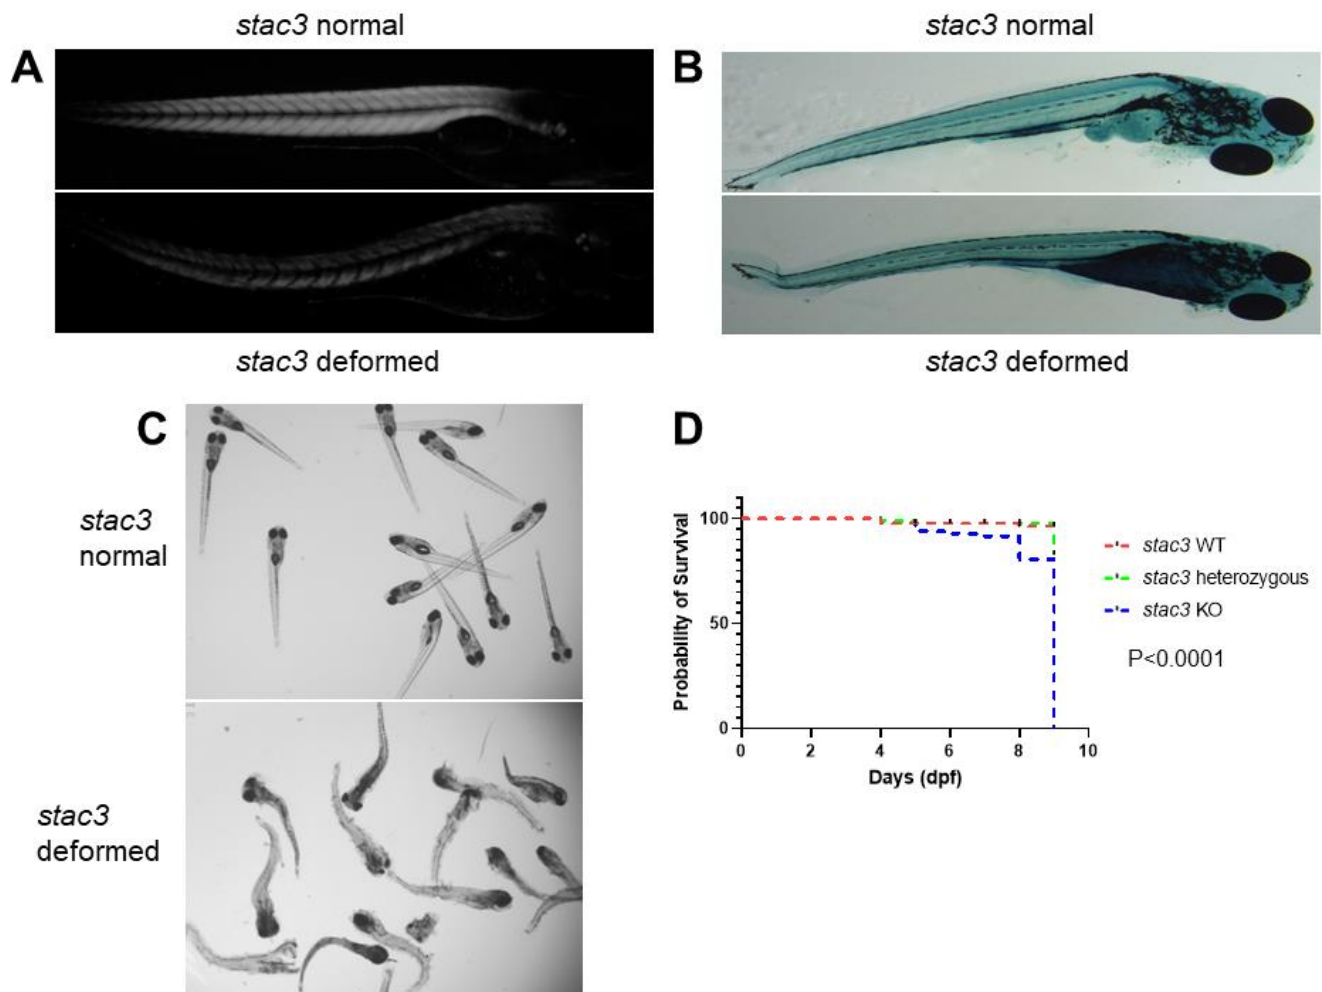 stac3 normal
stac3 normal
A
B
stac3 deformed
stac3 deformed
C
D
stac3
normal
stac3
deformed
Probability of Survival
100
50
0
0
2
4
6
8
10
Days (dpf)
stac3 WT
stac3 heterozygous
stac3 KO
P<0.0001